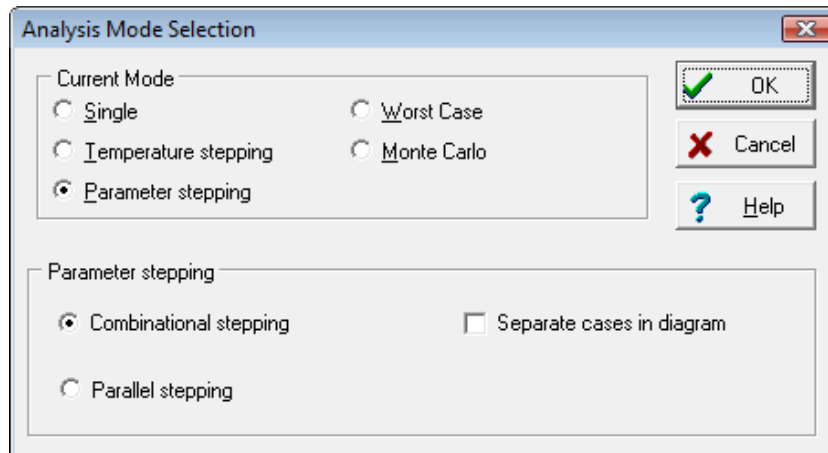 Analysis Mode Selection
Current Mode
Single
Worst Case
Temperature stepping
Monte Carlo
Parameter stepping
OK
Cancel
Help
Parameter stepping
Combinational stepping
Separate cases in diagram
Parallel stepping